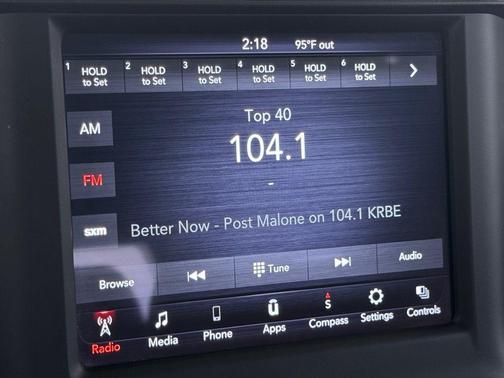 2:18 95°F out
1 HOLD to Set 2 HOLD to Set 3 HOLD to Set 4 HOLD to Set 5 HOLD to Set 6 HOLD to Set
AM
Top 40
104.1
FM
-
sxm
Better Now - Post Malone on 104.1 KRBE
Browse Tune Audio
Radio Media Phone Apps S Compass Settings Controls